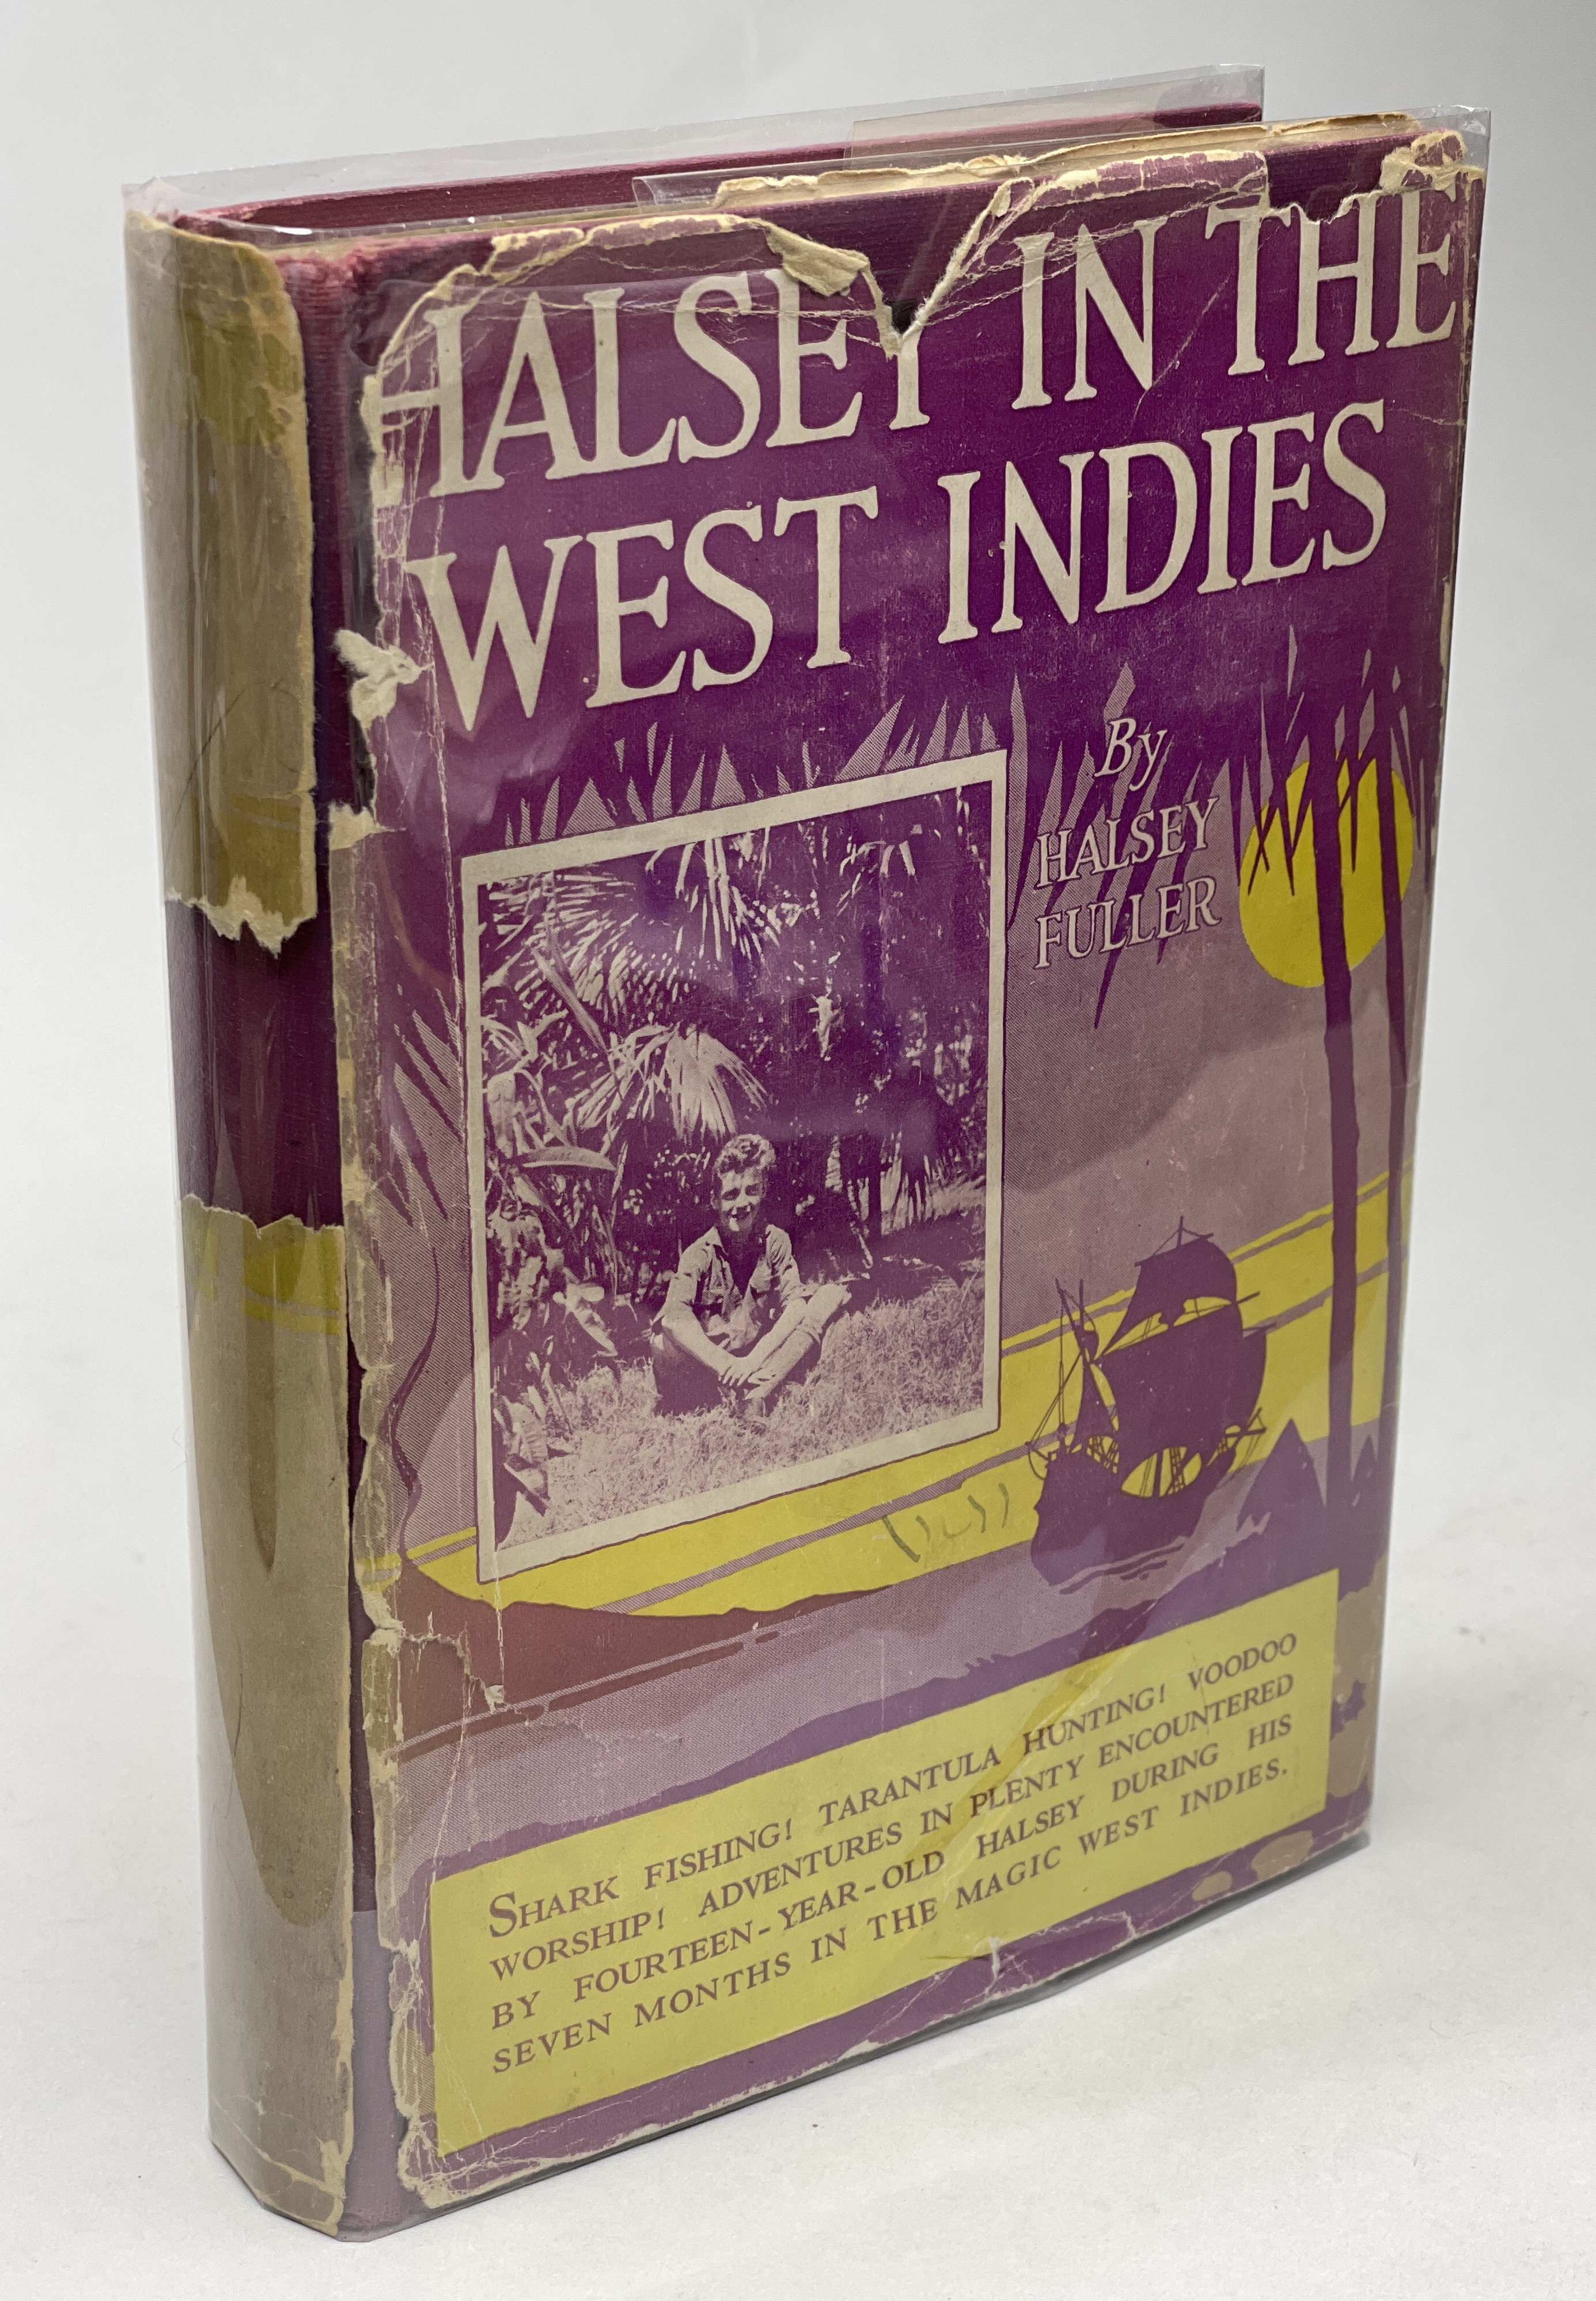 HALSEY IN THE
WEST INDIES
By
HALSEY
FULLER
SHARK FISHING! TARANTULA HUNTING! VOODOO
WORSHIP! ADVENTURES IN PLENTY ENCOUNTERED
BY FOURTEEN-YEAR-OLD HALSEY DURING HIS
SEVEN MONTHS IN THE MAGIC WEST INDIES.